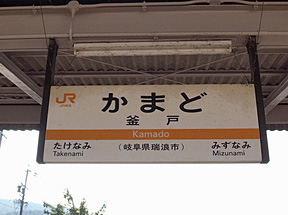 JR
かまど
釜戸
Kamado
たけなみ (岐阜県瑞浪市) みずなみ
Takenami Mizunami